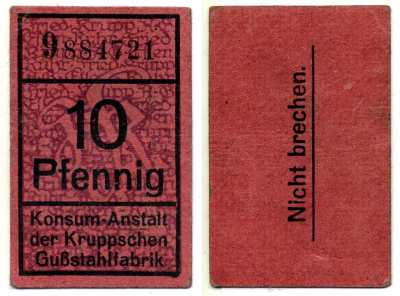 9884721
10
Pfennig
Konsum-Anstalt
der Kruppschen
Gußstahlfabrik
Nicht brechen.